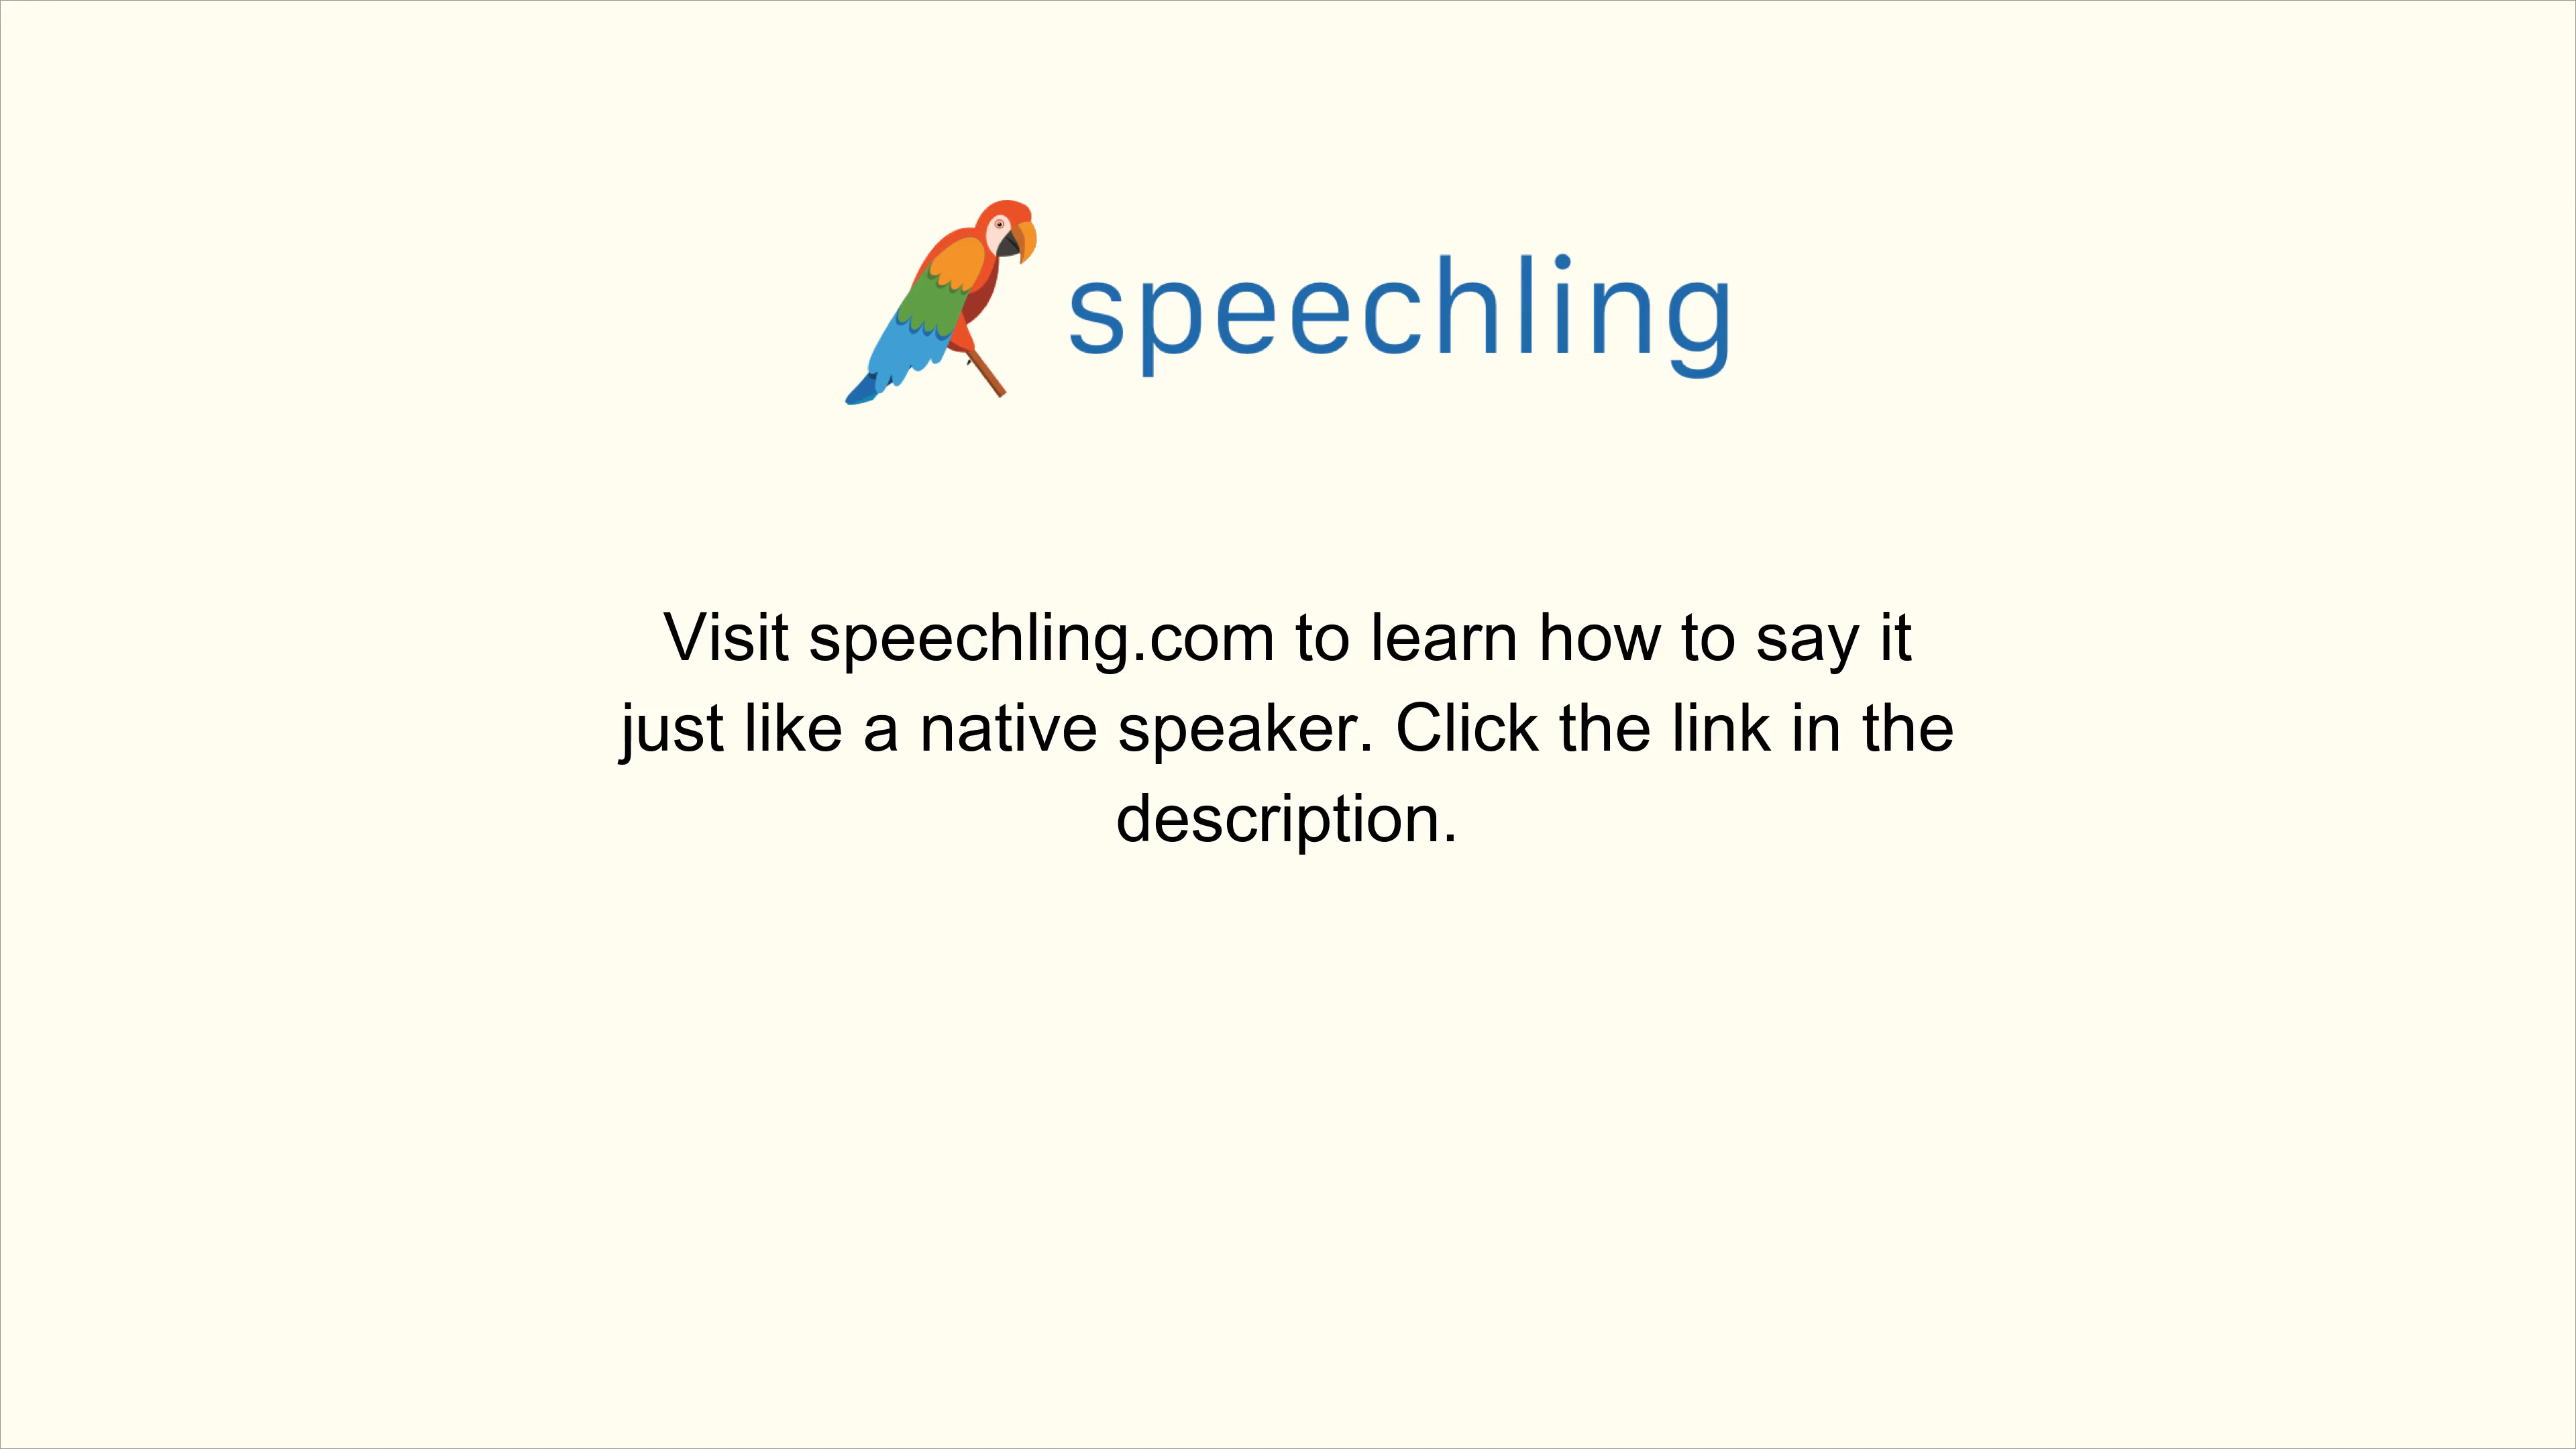 speechling
Visit speechling.com to learn how to say it
just like a native speaker. Click the link in the
description.